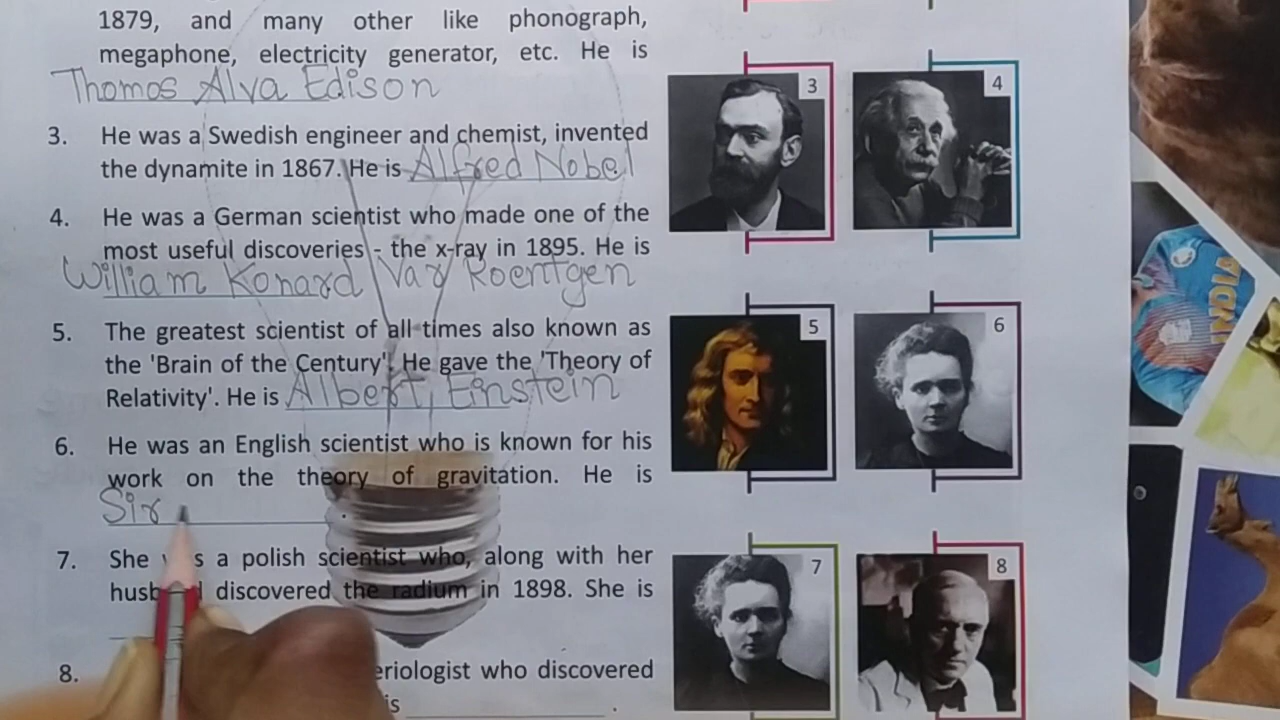 1879, and many other like phonograph,
megaphone, electricity generator, etc. He is
Thomos Alva Edison
3. He was a Swedish engineer and chemist, invented
the dynamite in 1867. He is Alfred Nobel
4. He was a German scientist who made one of the
most useful discoveries - the x-ray in 1895. He is
William Konard Var Roentgen
5. The greatest scientist of all times also known as
the 'Brain of the Century'. He gave the 'Theory of
Relativity'. He is Albert Einstein
6. He was an English scientist who is known for his
work on the theory of gravitation. He is
Sir .
7. She was a polish scientist who, along with her
husband discovered the radium in 1898. She is
8. eriologist who discovered
is .
3
4
5
6
7
8
INDIA